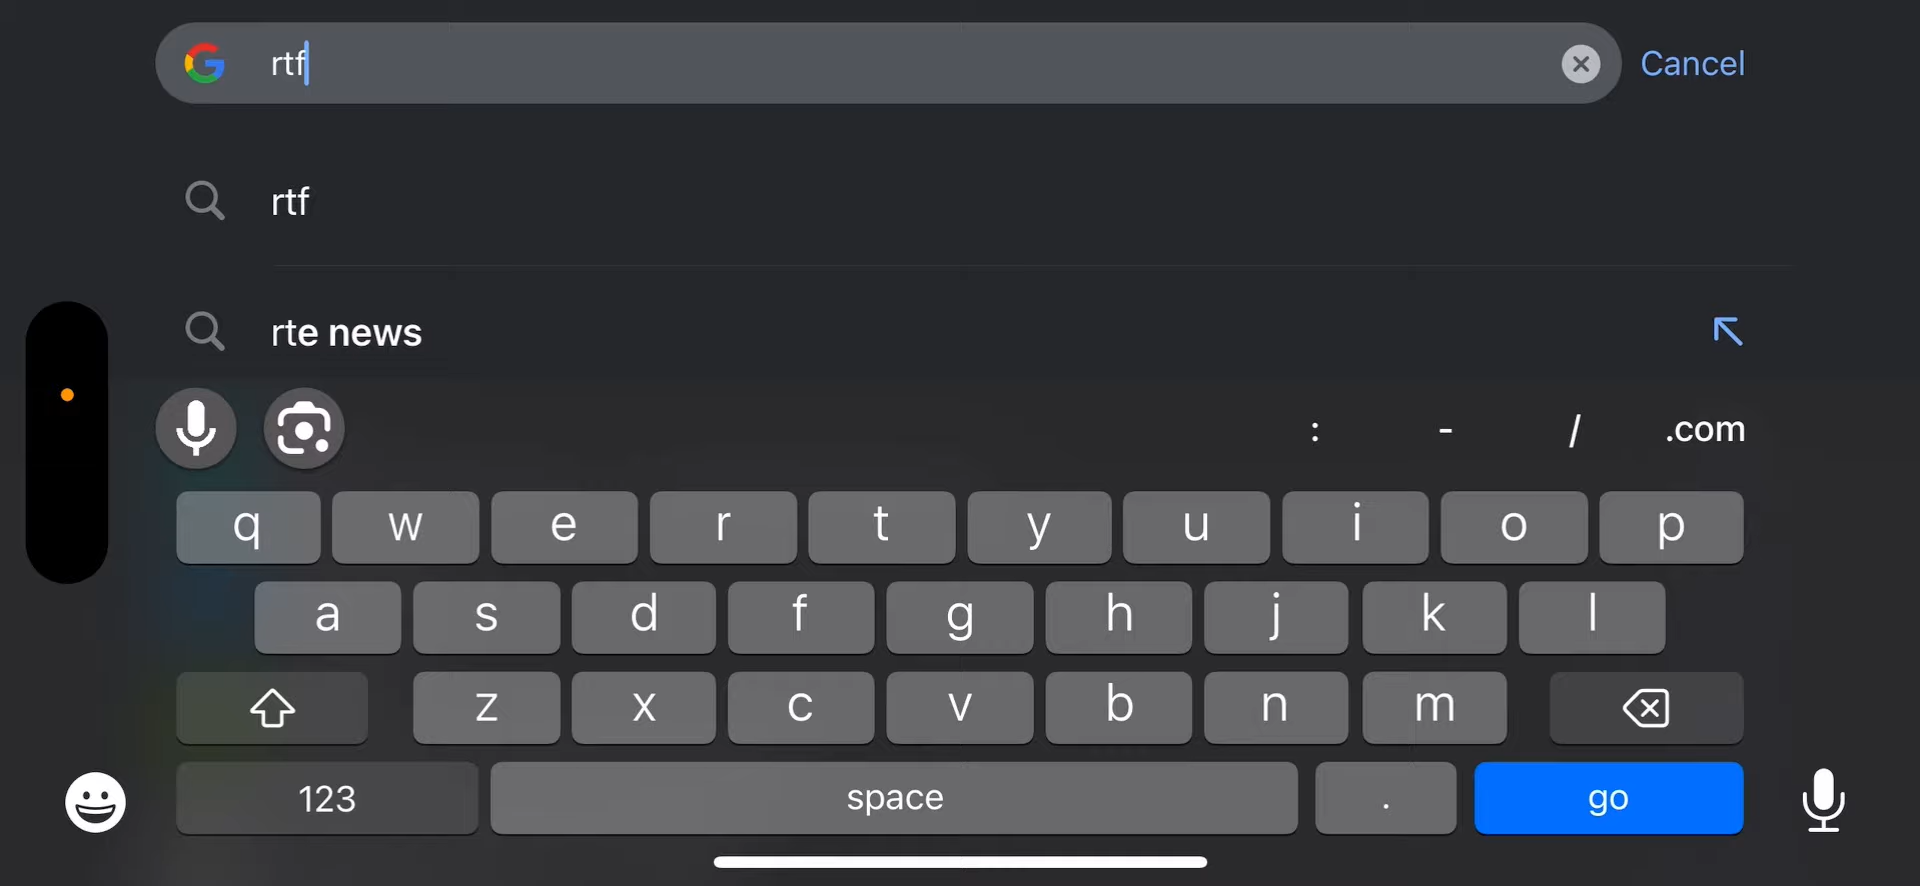 rtf
Cancel
rtf
rte news
: - / .com
q w e r t y u i o p
a s d f g h j k l
z x c v b n m
123 space . go